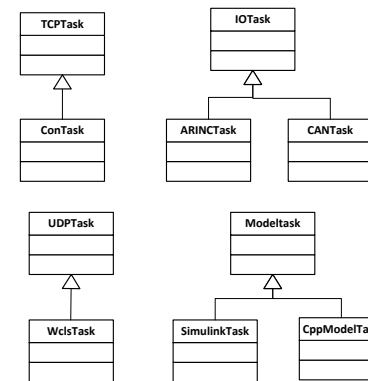 TCPTask
IOTask
ConTask
ARINCTask
CANTask
UDPTask
Modeltask
WclsTask
SimulinkTask
CppModelTa